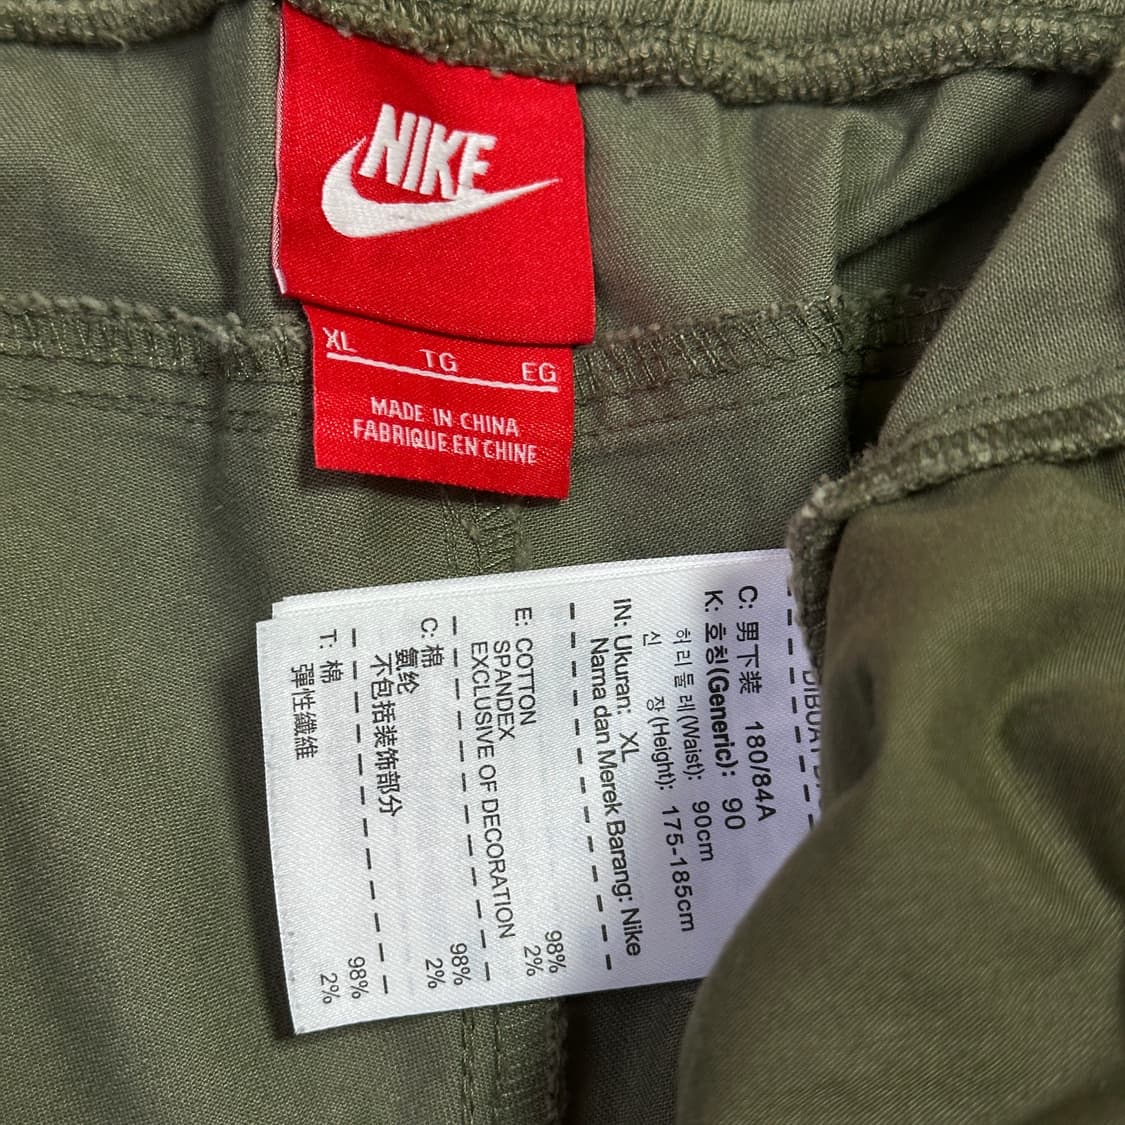 NIKE
XL TG EG
MADE IN CHINA
FABRIQUE EN CHINE
C: 男下装 180/84A
K: 호칭(Generic): 90
허리둘레(Waist): 90cm
신 장(Height): 175-185cm
IN: Ukuran: XL
Nama dan Merek Barang: Nike
E: COTTON 98%
SPANDEX 2%
EXCLUSIVE OF DECORATION
C: 棉 98%
氨纶 2%
不包括装饰部分
T: 棉 98%
彈性纖維 2%